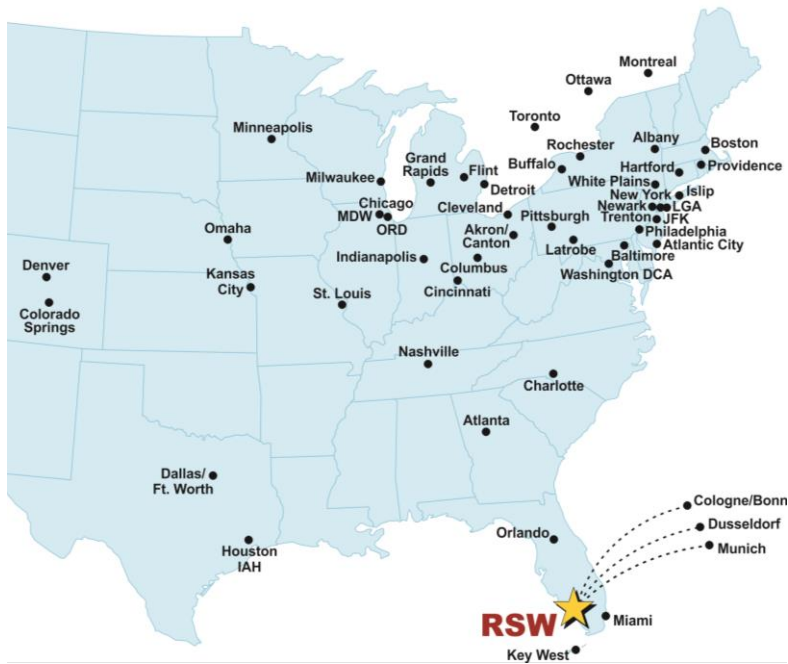 Montreal
Ottawa
Toronto
Minneapolis
Rochester
Albany
Boston
Buffalo
Hartford
Providence
Grand
Rapids
Flint
Milwaukee
Detroit
White Plains
Islip
Chicago
MDW
ORD
Cleveland
New York
Newark
LGA
Pittsburgh
Trenton
JFK
Omaha
Akron/
Canton
Philadelphia
Latrobe
Atlantic City
Indianapolis
Columbus
Baltimore
Denver
Kansas
City
Washington DCA
Cincinnati
St. Louis
Colorado
Springs
Nashville
Charlotte
Atlanta
Dallas/
Ft. Worth
Cologne/Bonn
Dusseldorf
Orlando
Munich
Houston
IAH
RSW
Miami
Key West